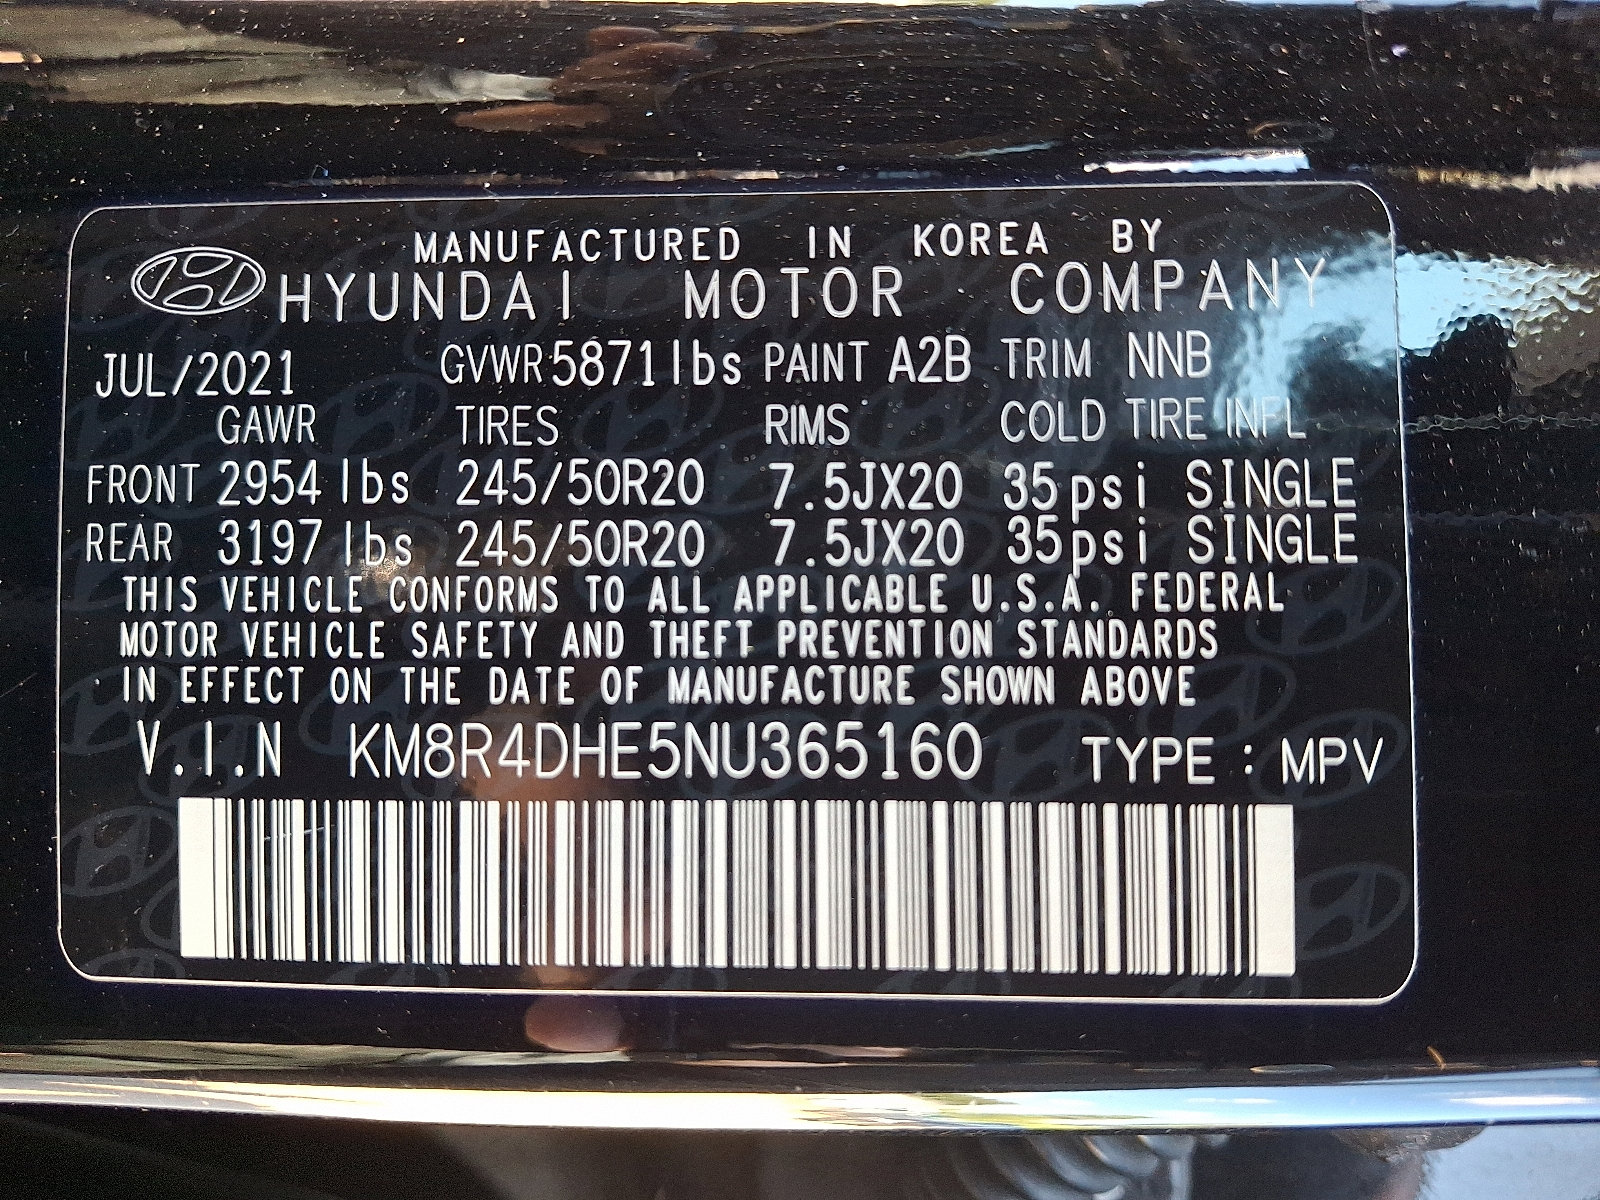 MANUFACTURED IN KOREA BY
HYUNDAI MOTOR COMPANY
JUL/2021 GVWR 5871lbs PAINT A2B TRIM NNB
GAWR TIRES RIMS COLD TIRE INFL
FRONT 2954 lbs 245/50R20 7.5JX20 35psi SINGLE
REAR 3197 lbs 245/50R20 7.5JX20 35psi SINGLE
THIS VEHICLE CONFORMS TO ALL APPLICABLE U.S.A. FEDERAL
MOTOR VEHICLE SAFETY AND THEFT PREVENTION STANDARDS
IN EFFECT ON THE DATE OF MANUFACTURE SHOWN ABOVE
V.I.N KM8R4DHE5NU365160 TYPE : MPV